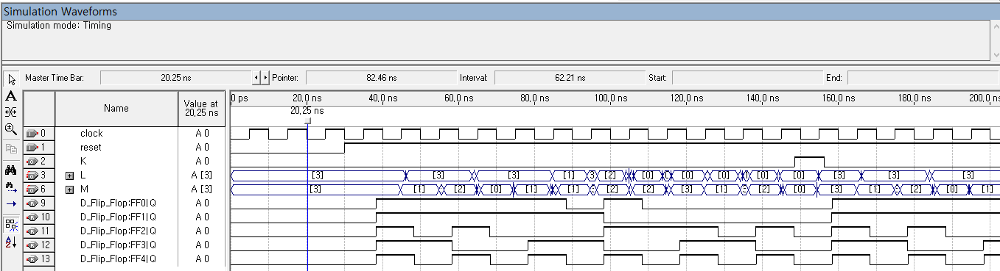 Simulation Waveforms
Simulation mode: Timing
Master Time Bar: 20.25 ns Pointer: 82.46 ns Interval: 62.21 ns Start: End:
Name Value at 20.25 ns 0 ps 20.0 ns 40.0 ns 60.0 ns 80.0 ns 100.0 ns 120.0 ns 140.0 ns 160.0 ns 180.0 ns 200.0 n
20.25 ns
0 clock A 0
1 reset A 0
2 K A 0
3 L A [3] [3] [3] [3] [1] 3 [2] [0] [0] [0] [0] [0] [3] [3] [3]
6 M A [3] [3] [1] [2] [0] [1] [1] [2] [2] [3] [1] [2] [0] [3] [1] [2] [0] [1]
9 D_Flip_Flop:FF0|Q A 0
10 D_Flip_Flop:FF1|Q A 0
11 D_Flip_Flop:FF2|Q A 0
12 D_Flip_Flop:FF3|Q A 0
13 D_Flip_Flop:FF4|Q A 0